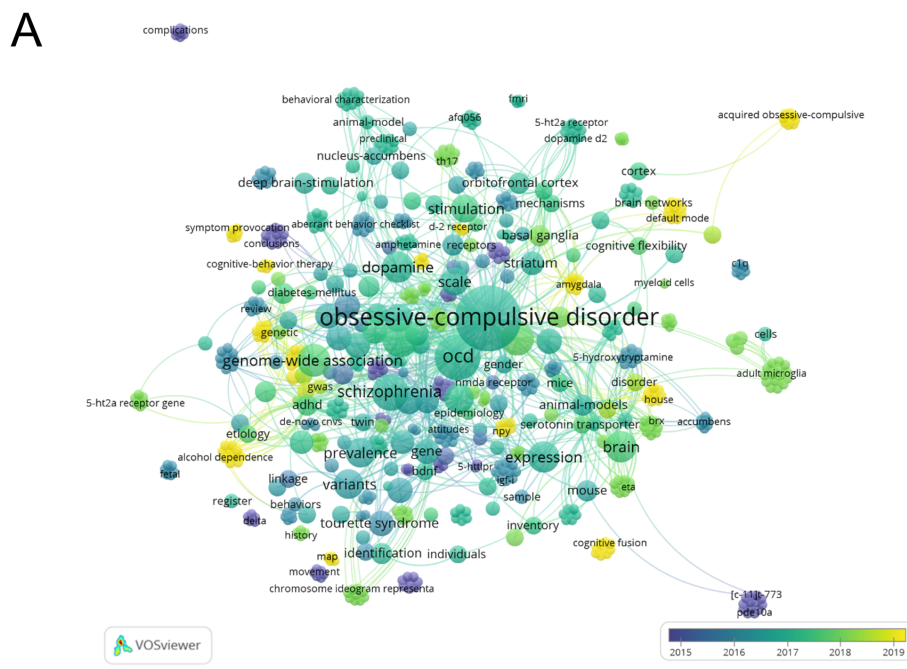 A
complications
behavioral characterization
fmri
animal-model
afq056
5-ht2a receptor
acquired obsessive-compulsive
preclinical
dopamine d2
nucleus-accumbens
th17
cortex
deep brain-stimulation
orbitofrontal cortex
stimulation
mechanisms
brain networks
default mode
symptom provocation
aberrant behavior checklist
d-2 receptor
conclusions
amphetamine
receptors
basal ganglia
cognitive flexibility
cognitive-behavior therapy
dopamine
striatum
c1q
scale
amygdala
myeloid cells
diabetes-mellitus
review
obsessive-compulsive disorder
genetic
cells
genome-wide association
ocd
gender
5-hydroxytryptamine
adult microglia
gwas
schizophrenia
nmda receptor
mice
disorder
house
5-ht2a receptor gene
adhd
epidemiology
animal-models
de-novo cnvs
twin
attitudes
npy
serotonin transporter
brx
accumbens
etiology
alcohol dependence
prevalence
gene
expression
brain
fetal
bdnf
5-httlpr
linkage
variants
igf-i
mouse
eta
register
behaviors
sample
delta
tourette syndrome
inventory
history
cognitive fusion
map
identification
individuals
movement
chromosome ideogram representa
[c-11]t-773
pde10a
VOSviewer
2015
2016
2017
2018
2019